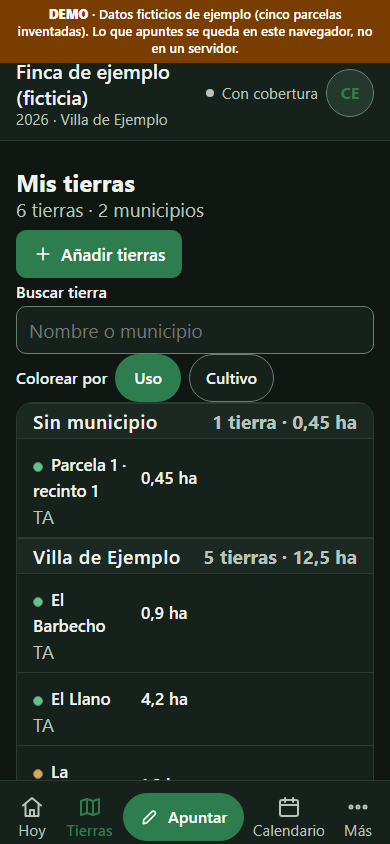 DEMO · Datos ficticios de ejemplo (cinco parcelas
inventadas). Lo que apuntes se queda en este navegador, no
en un servidor.
Finca de ejemplo
(ficticia)
2026 · Villa de Ejemplo
Con cobertura
CE
Mis tierras
6 tierras · 2 municipios
Añadir tierras
Buscar tierra
Nombre o municipio
Colorear por
Uso
Cultivo
Sin municipio
1 tierra · 0,45 ha
Parcela 1 ·
recinto 1
0,45 ha
TA
Villa de Ejemplo
5 tierras · 12,5 ha
El
Barbecho
0,9 ha
TA
El Llano
4,2 ha
TA
La
Hoy
Tierras
Apuntar
Calendario
Más